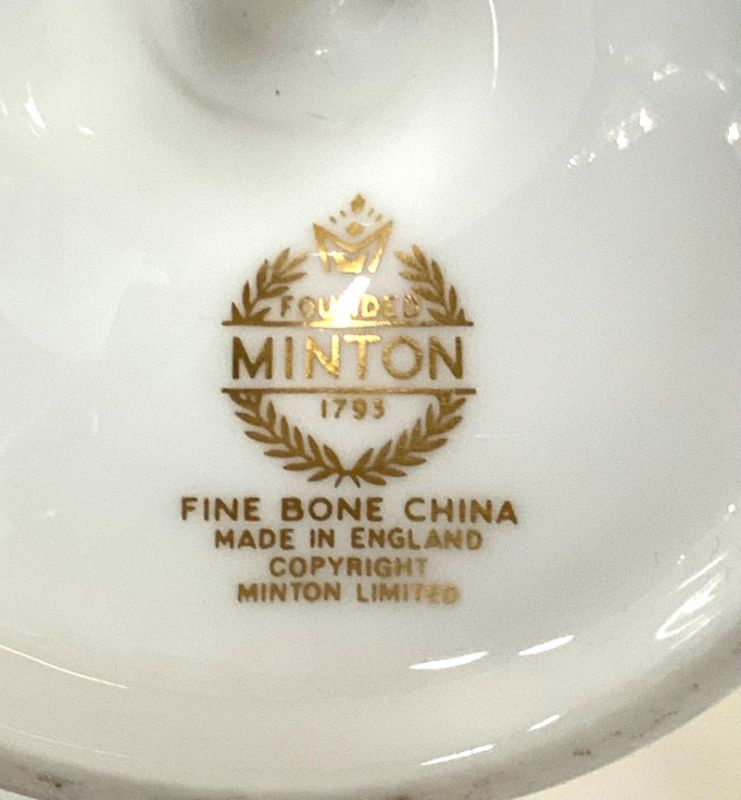 FOUNDED
MINTON
1793
FINE BONE CHINA
MADE IN ENGLAND
COPYRIGHT
MINTON LIMITED